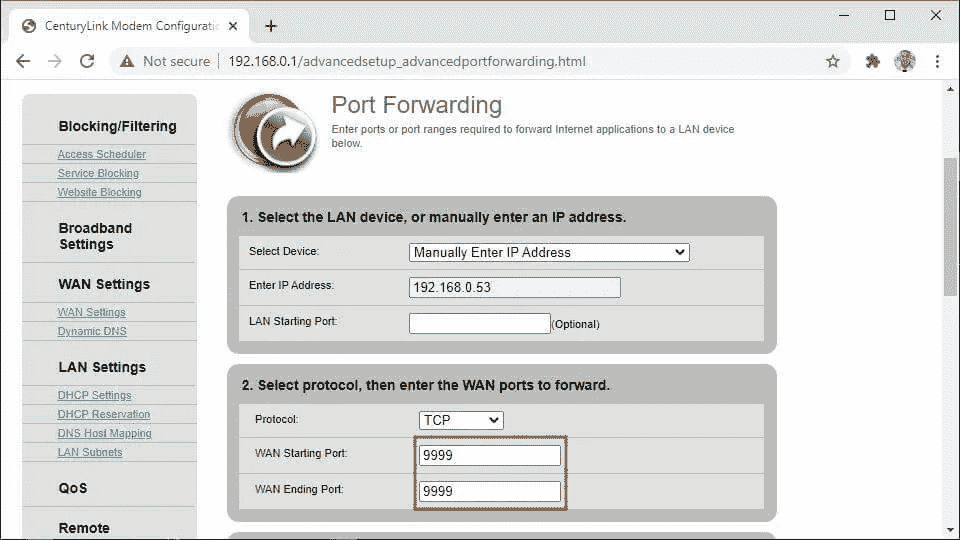 CenturyLink Modem Configuratio
Not secure
192.168.0.1/advancedsetup_advancedportforwarding.html
Blocking/Filtering
Access Scheduler
Service Blocking
Website Blocking
Broadband
Settings
WAN Settings
WAN Settings
Dynamic DNS
LAN Settings
DHCP Settings
DHCP Reservation
DNS Host Mapping
LAN Subnets
QoS
Remote
Port Forwarding
Enter ports or port ranges required to forward Internet applications to a LAN device
below.
1. Select the LAN device, or manually enter an IP address.
Select Device: Manually Enter IP Address
Enter IP Address: 192.168.0.53
LAN Starting Port: (Optional)
2. Select protocol, then enter the WAN ports to forward.
Protocol: TCP
WAN Starting Port: 9999
WAN Ending Port: 9999